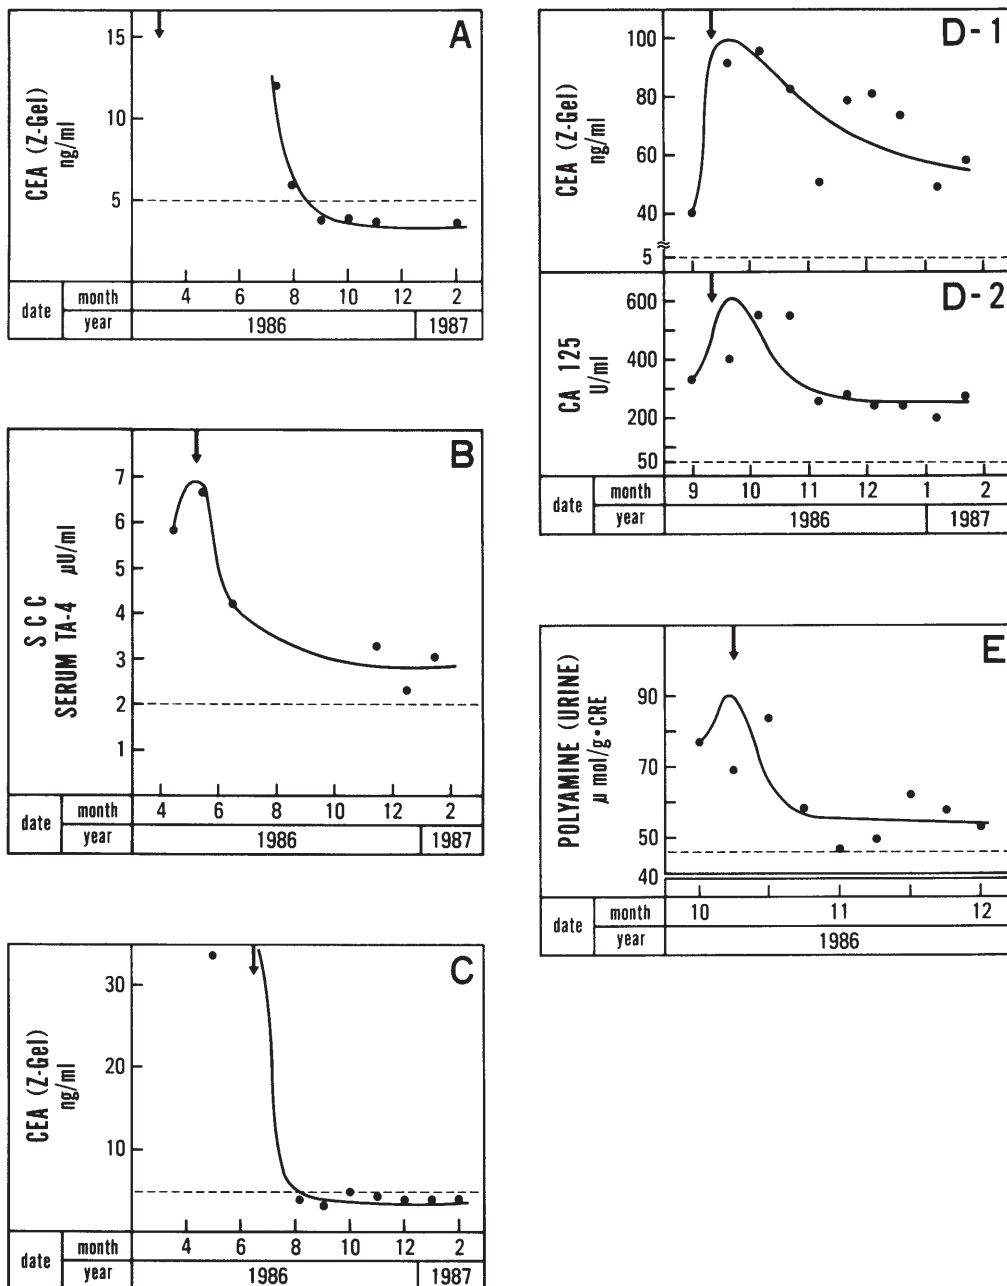 A
CEA (Z-Gel)
ng/ml
15
10
5
date
month
4 6 8 10 12 2
year
1986 1987
B
S C C
SERUM TA-4 μU/ml
7
6
5
4
3
2
1
date
month
4 6 8 10 12 2
year
1986 1987
C
CEA (Z-Gel)
ng/ml
30
20
10
date
month
4 6 8 10 12 2
year
1986 1987
D-1
CEA (Z-Gel)
ng/ml
100
80
60
40
5
D-2
CA 125
U/ml
600
400
200
50
date
month
9 10 11 12 1 2
year
1986 1987
E
POLYAMINE (URINE)
μ mol/g•CRE
90
70
50
40
date
month
10 11 12
year
1986